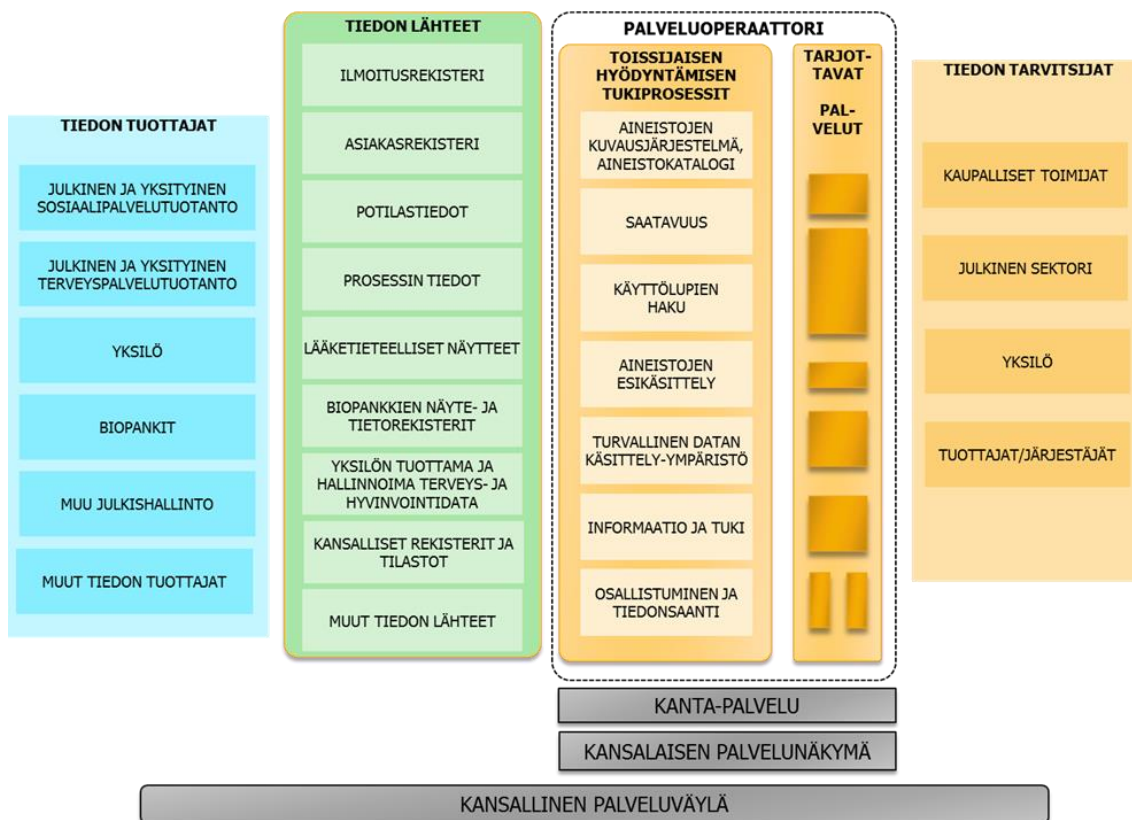 TIEDON TUOTTAJAT
JULKINEN JA YKSITYINEN
SOSIAALIPALVELUTUOTANTO
JULKINEN JA YKSITYINEN
TERVEYSPALVELUTUOTANTO
YKSILÖ
BIOPANKIT
MUU JULKISHALLINTO
MUUT TIEDON TUOTTAJAT
TIEDON LÄHTEET
ILMOITUSREKISTERI
ASIAKASREKISTERI
POTILASTIEDOT
PROSESSIN TIEDOT
LÄÄKETIETEELLISET NÄYTTEET
BIOPANKKIEN NÄYTE- JA
TIETOREKISTERIT
YKSILÖN TUOTTAMA JA
HALLINNOIMA TERVEYS- JA
HYVINVOINTIDATA
KANSALLISET REKISTERIT JA
TILASTOT
MUUT TIEDON LÄHTEET
PALVELUOPERAATTORI
TOISSIJAISEN
HYÖDYNTÄMISEN
TUKIPROSESSIT
AINEISTOJEN
KUVAUSJÄRJESTELMÄ,
AINEISTOKATALOGI
SAATAVUUS
KÄYTTÖLUPIEN
HAKU
AINEISTOJEN
ESIKÄSITTELY
TURVALLINEN DATAN
KÄSITTELY-YMPÄRISTÖ
INFORMAATIO JA TUKI
OSALLISTUMINEN JA
TIEDONSAANTI
TARJOT-
TAVAT
PAL-
VELUT
TIEDON TARVITSIJAT
KAUPALLISET TOIMIJAT
JULKINEN SEKTORI
YKSILÖ
TUOTTAJAT/JÄRJESTÄJÄT
KANTA-PALVELU
KANSALAISEN PALVELUNÄKYMÄ
KANSALLINEN PALVELUVÄYLÄ